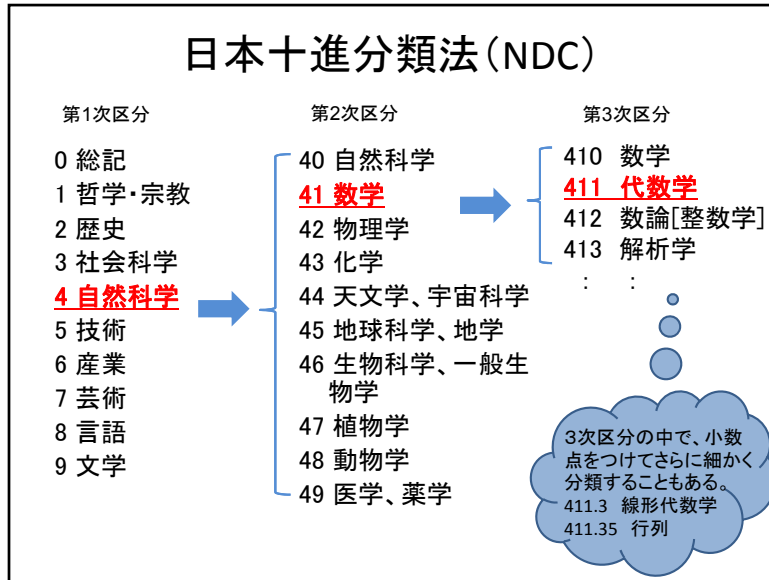 日本十進分類法(NDC)
第1次区分
0 総記
1 哲学・宗教
2 歴史
3 社会科学
4 自然科学
5 技術
6 産業
7 芸術
8 言語
9 文学
第2次区分
40 自然科学
41 数学
42 物理学
43 化学
44 天文学、宇宙科学
45 地球科学、地学
46 生物科学、一般生
物学
47 植物学
48 動物学
49 医学、薬学
第3次区分
410 数学
411 代数学
412 数論[整数学]
413 解析学
： ：
３次区分の中で、小数
点をつけてさらに細かく
分類することもある。
411.3 線形代数学
411.35 行列